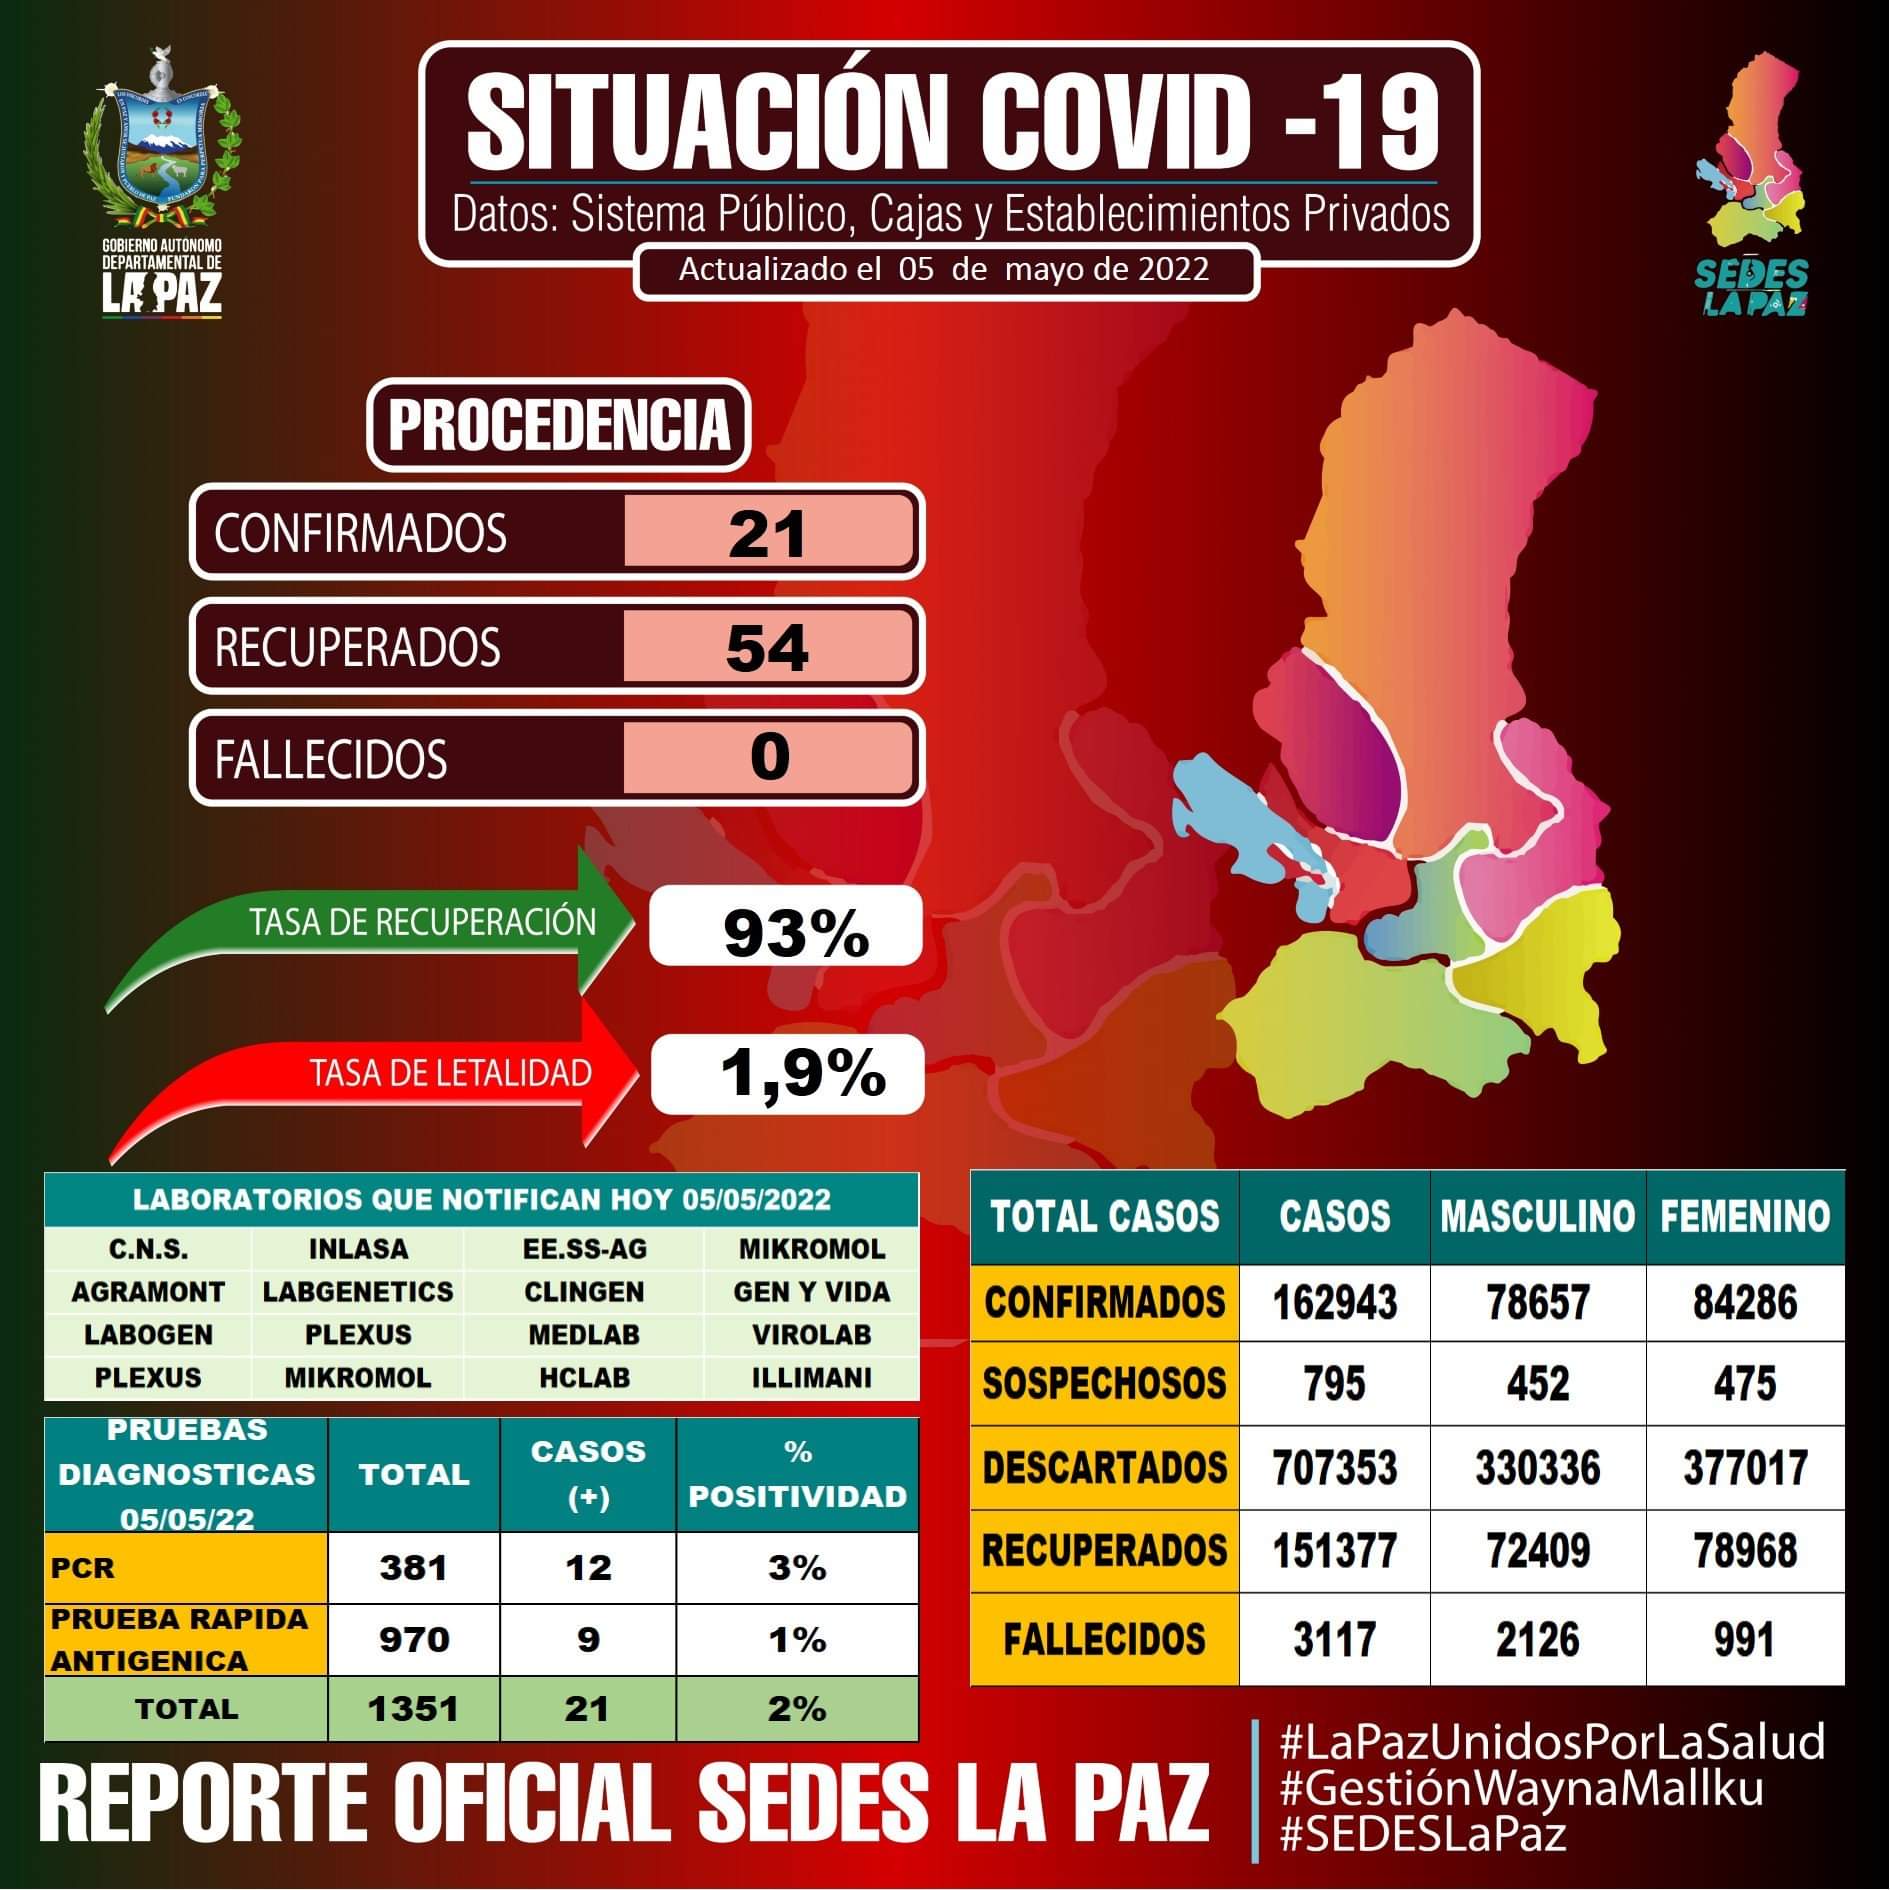 SITUACIÓN COVID -19
Datos: Sistema Público, Cajas y Establecimientos Privados
Actualizado el 05 de mayo de 2022
GOBIERNO AUTÓNOMO
DEPARTAMENTAL DE
LA PAZ
SEDES
LA PAZ
PROCEDENCIA
CONFIRMADOS 21
RECUPERADOS 54
FALLECIDOS 0
TASA DE RECUPERACIÓN 93%
TASA DE LETALIDAD 1,9%
LABORATORIOS QUE NOTIFICAN HOY 05/05/2022
C.N.S. INLASA EE.SS-AG MIKROMOL
AGRAMONT LABGENETICS CLINGEN GEN Y VIDA
LABOGEN PLEXUS MEDLAB VIROLAB
PLEXUS MIKROMOL HCLAB ILLIMANI
PRUEBAS
DIAGNOSTICAS
05/05/22
TOTAL
CASOS
(+)
%
POSITIVIDAD
PCR 381 12 3%
PRUEBA RAPIDA
ANTIGENICA
970 9 1%
TOTAL 1351 21 2%
TOTAL CASOS CASOS MASCULINO FEMENINO
CONFIRMADOS 162943 78657 84286
SOSPECHOSOS 795 452 475
DESCARTADOS 707353 330336 377017
RECUPERADOS 151377 72409 78968
FALLECIDOS 3117 2126 991
REPORTE OFICIAL SEDES LA PAZ
#LaPazUnidosPorLaSalud
#GestiónWaynaMallku
#SEDESLaPaz